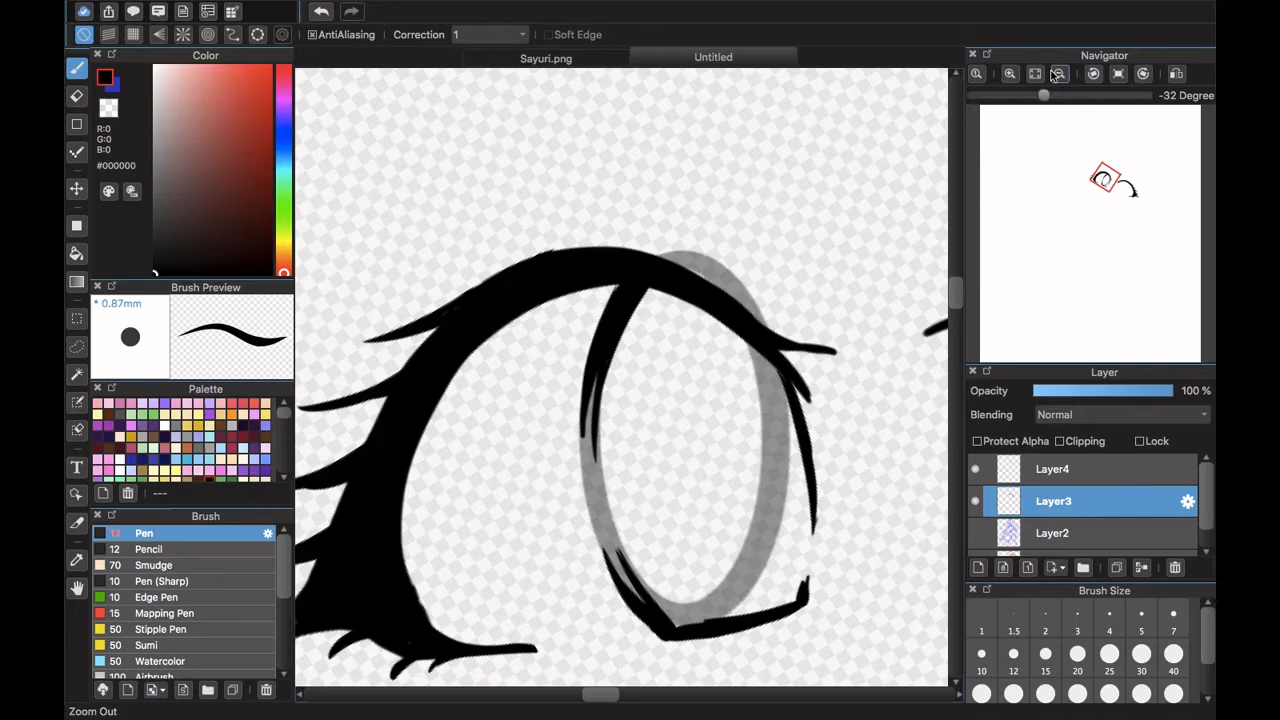 AntiAliasing Correction 1 Soft Edge
Color
Sayuri.png
Untitled
Navigator
-32 Degree
R:0
G:0
B:0
#000000
Brush Preview
* 0.87mm
Palette
---
Brush
12 Pen
12 Pencil
70 Smudge
10 Pen (Sharp)
10 Edge Pen
15 Mapping Pen
50 Stipple Pen
50 Sumi
50 Watercolor
100 Airbrush
Layer
Opacity 100 %
Blending Normal
Protect Alpha Clipping Lock
Layer4
Layer3
Layer2
Brush Size
1 1.5 2 3 4 5 7
10 12 15 20 25 30 40
Zoom Out